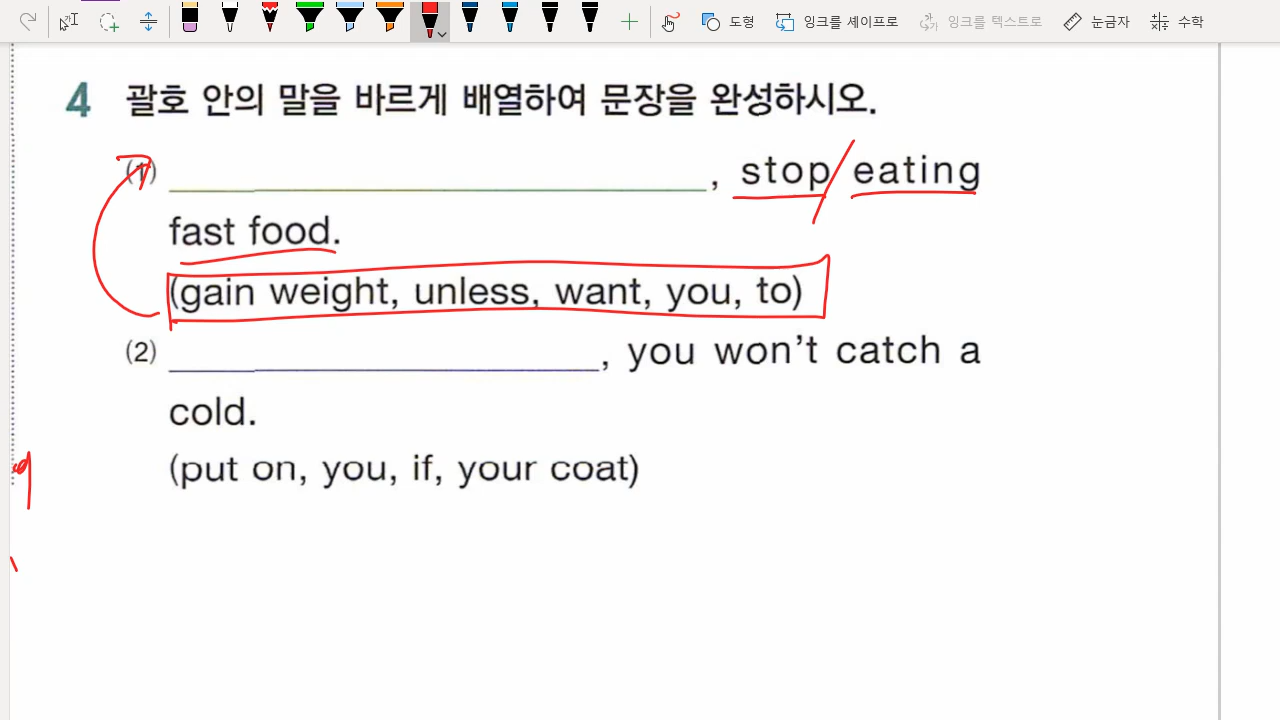 도형 잉크를 셰이프로 잉크를 텍스트로 눈금자 수학
4 괄호 안의 말을 바르게 배열하여 문장을 완성하시오.
(1) ____________________, stop eating
fast food.
(gain weight, unless, want, you, to)
(2) ____________________, you won't catch a
cold.
(put on, you, if, your coat)